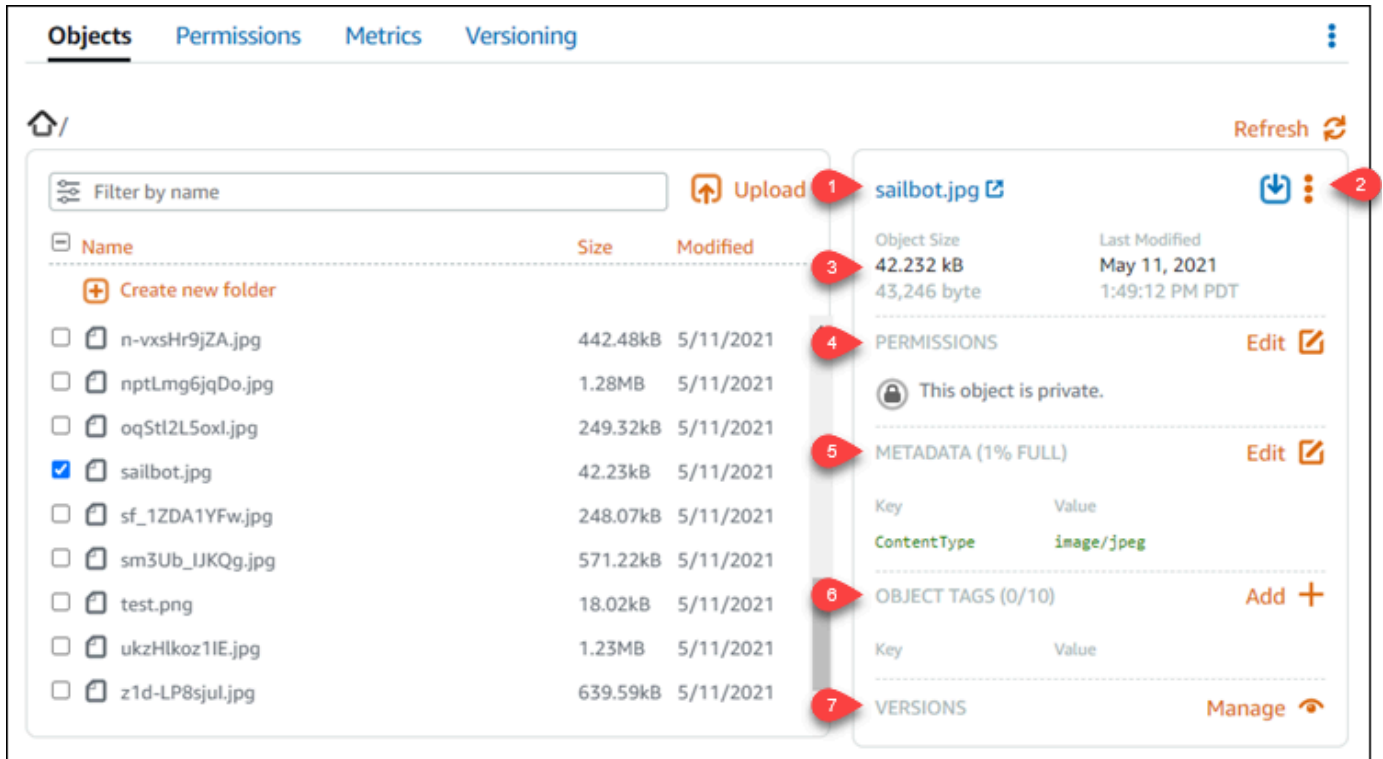 Objects Permissions Metrics Versioning
/
Refresh
Filter by name
Upload
Name Size Modified
Create new folder
n-vxsHr9jZA.jpg 442.48kB 5/11/2021
nptLmg6jqDo.jpg 1.28MB 5/11/2021
oqStl2L5oxI.jpg 249.32kB 5/11/2021
sailbot.jpg 42.23kB 5/11/2021
sf_1ZDA1YFw.jpg 248.07kB 5/11/2021
sm3Ub_IJKQg.jpg 571.22kB 5/11/2021
test.png 18.02kB 5/11/2021
ukzHlkoz1IE.jpg 1.23MB 5/11/2021
z1d-LP8sjuI.jpg 639.59kB 5/11/2021
1 sailbot.jpg 2
Object Size Last Modified
3 42.232 kB May 11, 2021
43,246 byte 1:49:12 PM PDT
4 PERMISSIONS Edit
This object is private.
5 METADATA (1% FULL) Edit
Key Value
ContentType image/jpeg
6 OBJECT TAGS (0/10) Add
Key Value
7 VERSIONS Manage